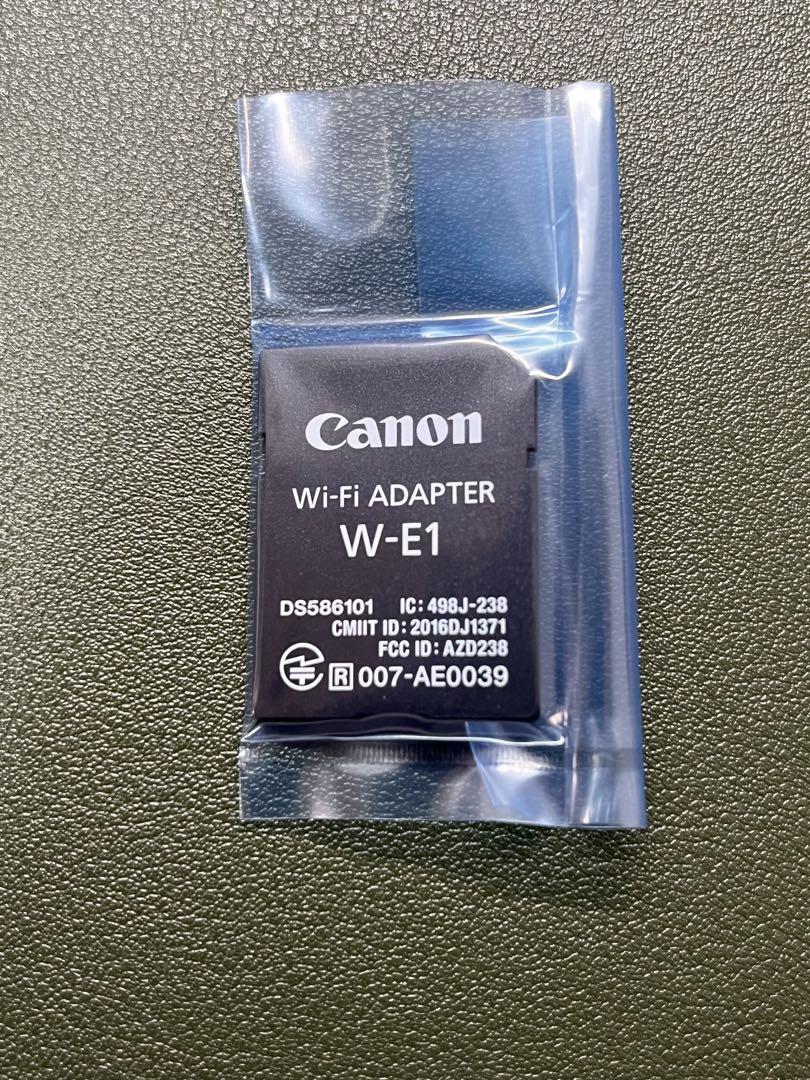 Canon
Wi-Fi ADAPTER
W-E1
DS586101 IC: 498J-238
CMIIT ID: 2016DJ1371
FCC ID: AZD238
R 007-AE0039